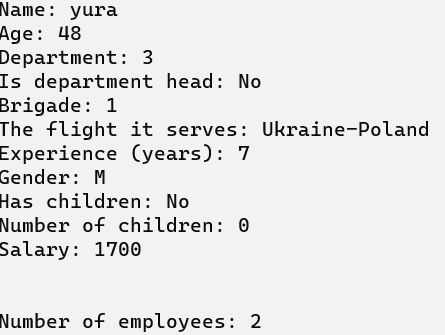 Name: yura
Age: 48
Department: 3
Is department head: No
Brigade: 1
The flight it serves: Ukraine-Poland
Experience (years): 7
Gender: M
Has children: No
Number of children: 0
Salary: 1700
Number of employees: 2